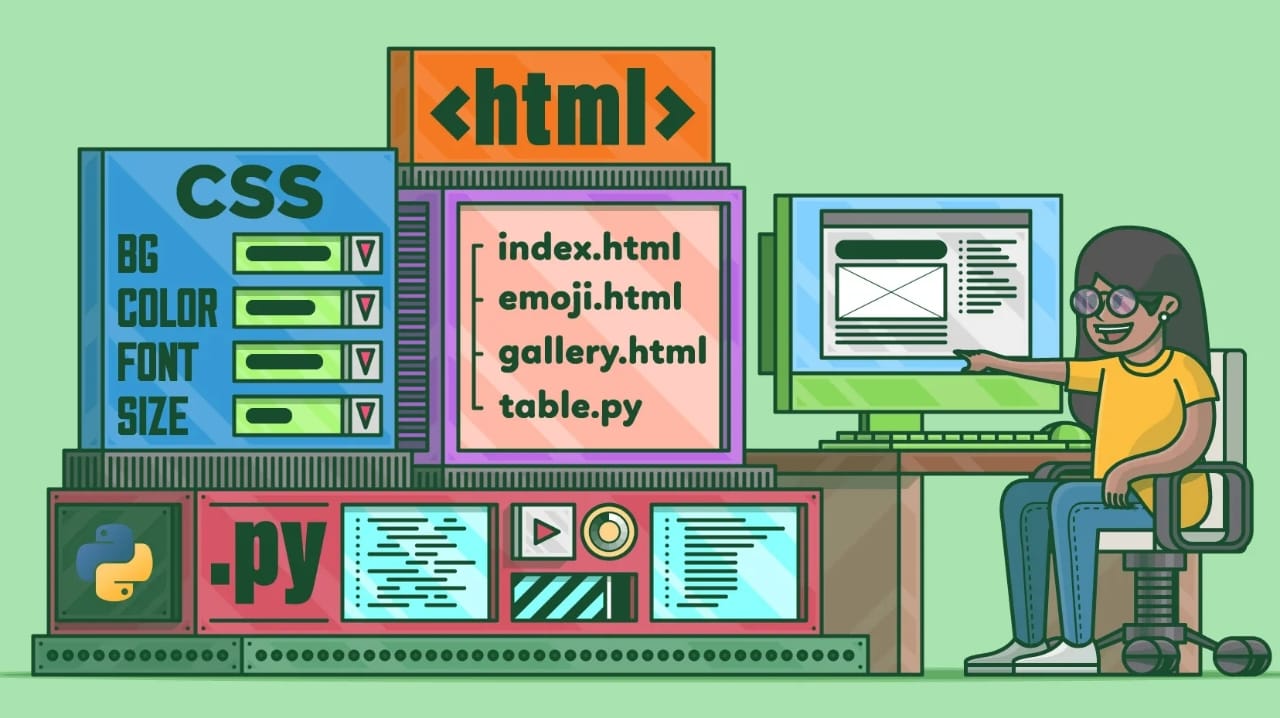 <html>
CSS
BG
COLOR
FONT
SIZE
index.html
emoji.html
gallery.html
table.py
.py